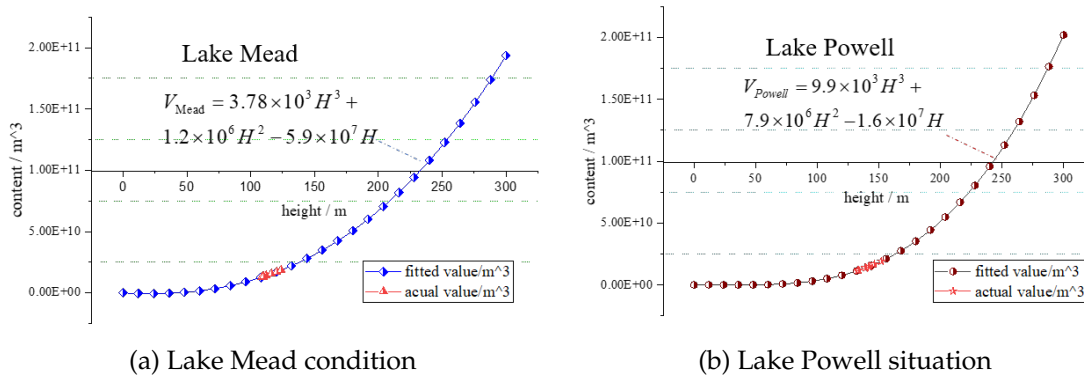 Lake Mead
V_Mead = 3.78×10^3 H^3 +
1.2×10^6 H^2 −5.9×10^7 H
2.00E+11
1.50E+11
1.00E+11
5.00E+10
0.00E+00
content / m^3
0 50 100 150 200 250 300
height / m
fitted value/m^3
acual value/m^3
(a) Lake Mead condition
Lake Powell
V_Powell = 9.9×10^3 H^3 +
7.9×10^6 H^2 −1.6×10^7 H
2.00E+11
1.50E+11
1.00E+11
5.00E+10
0.00E+00
content / m^3
0 50 100 150 200 250 300
height / m
fitted value/m^3
actual value/m^3
(b) Lake Powell situation